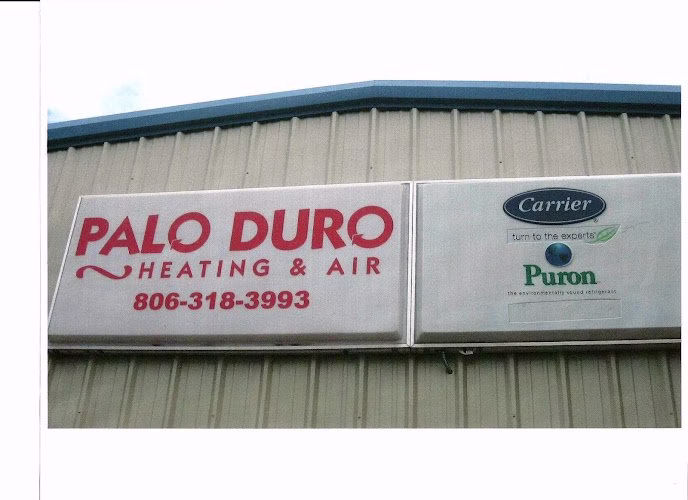 PALO DURO
HEATING & AIR
806-318-3993
Carrier
turn to the experts
Puron
the environmentally sound refrigerant